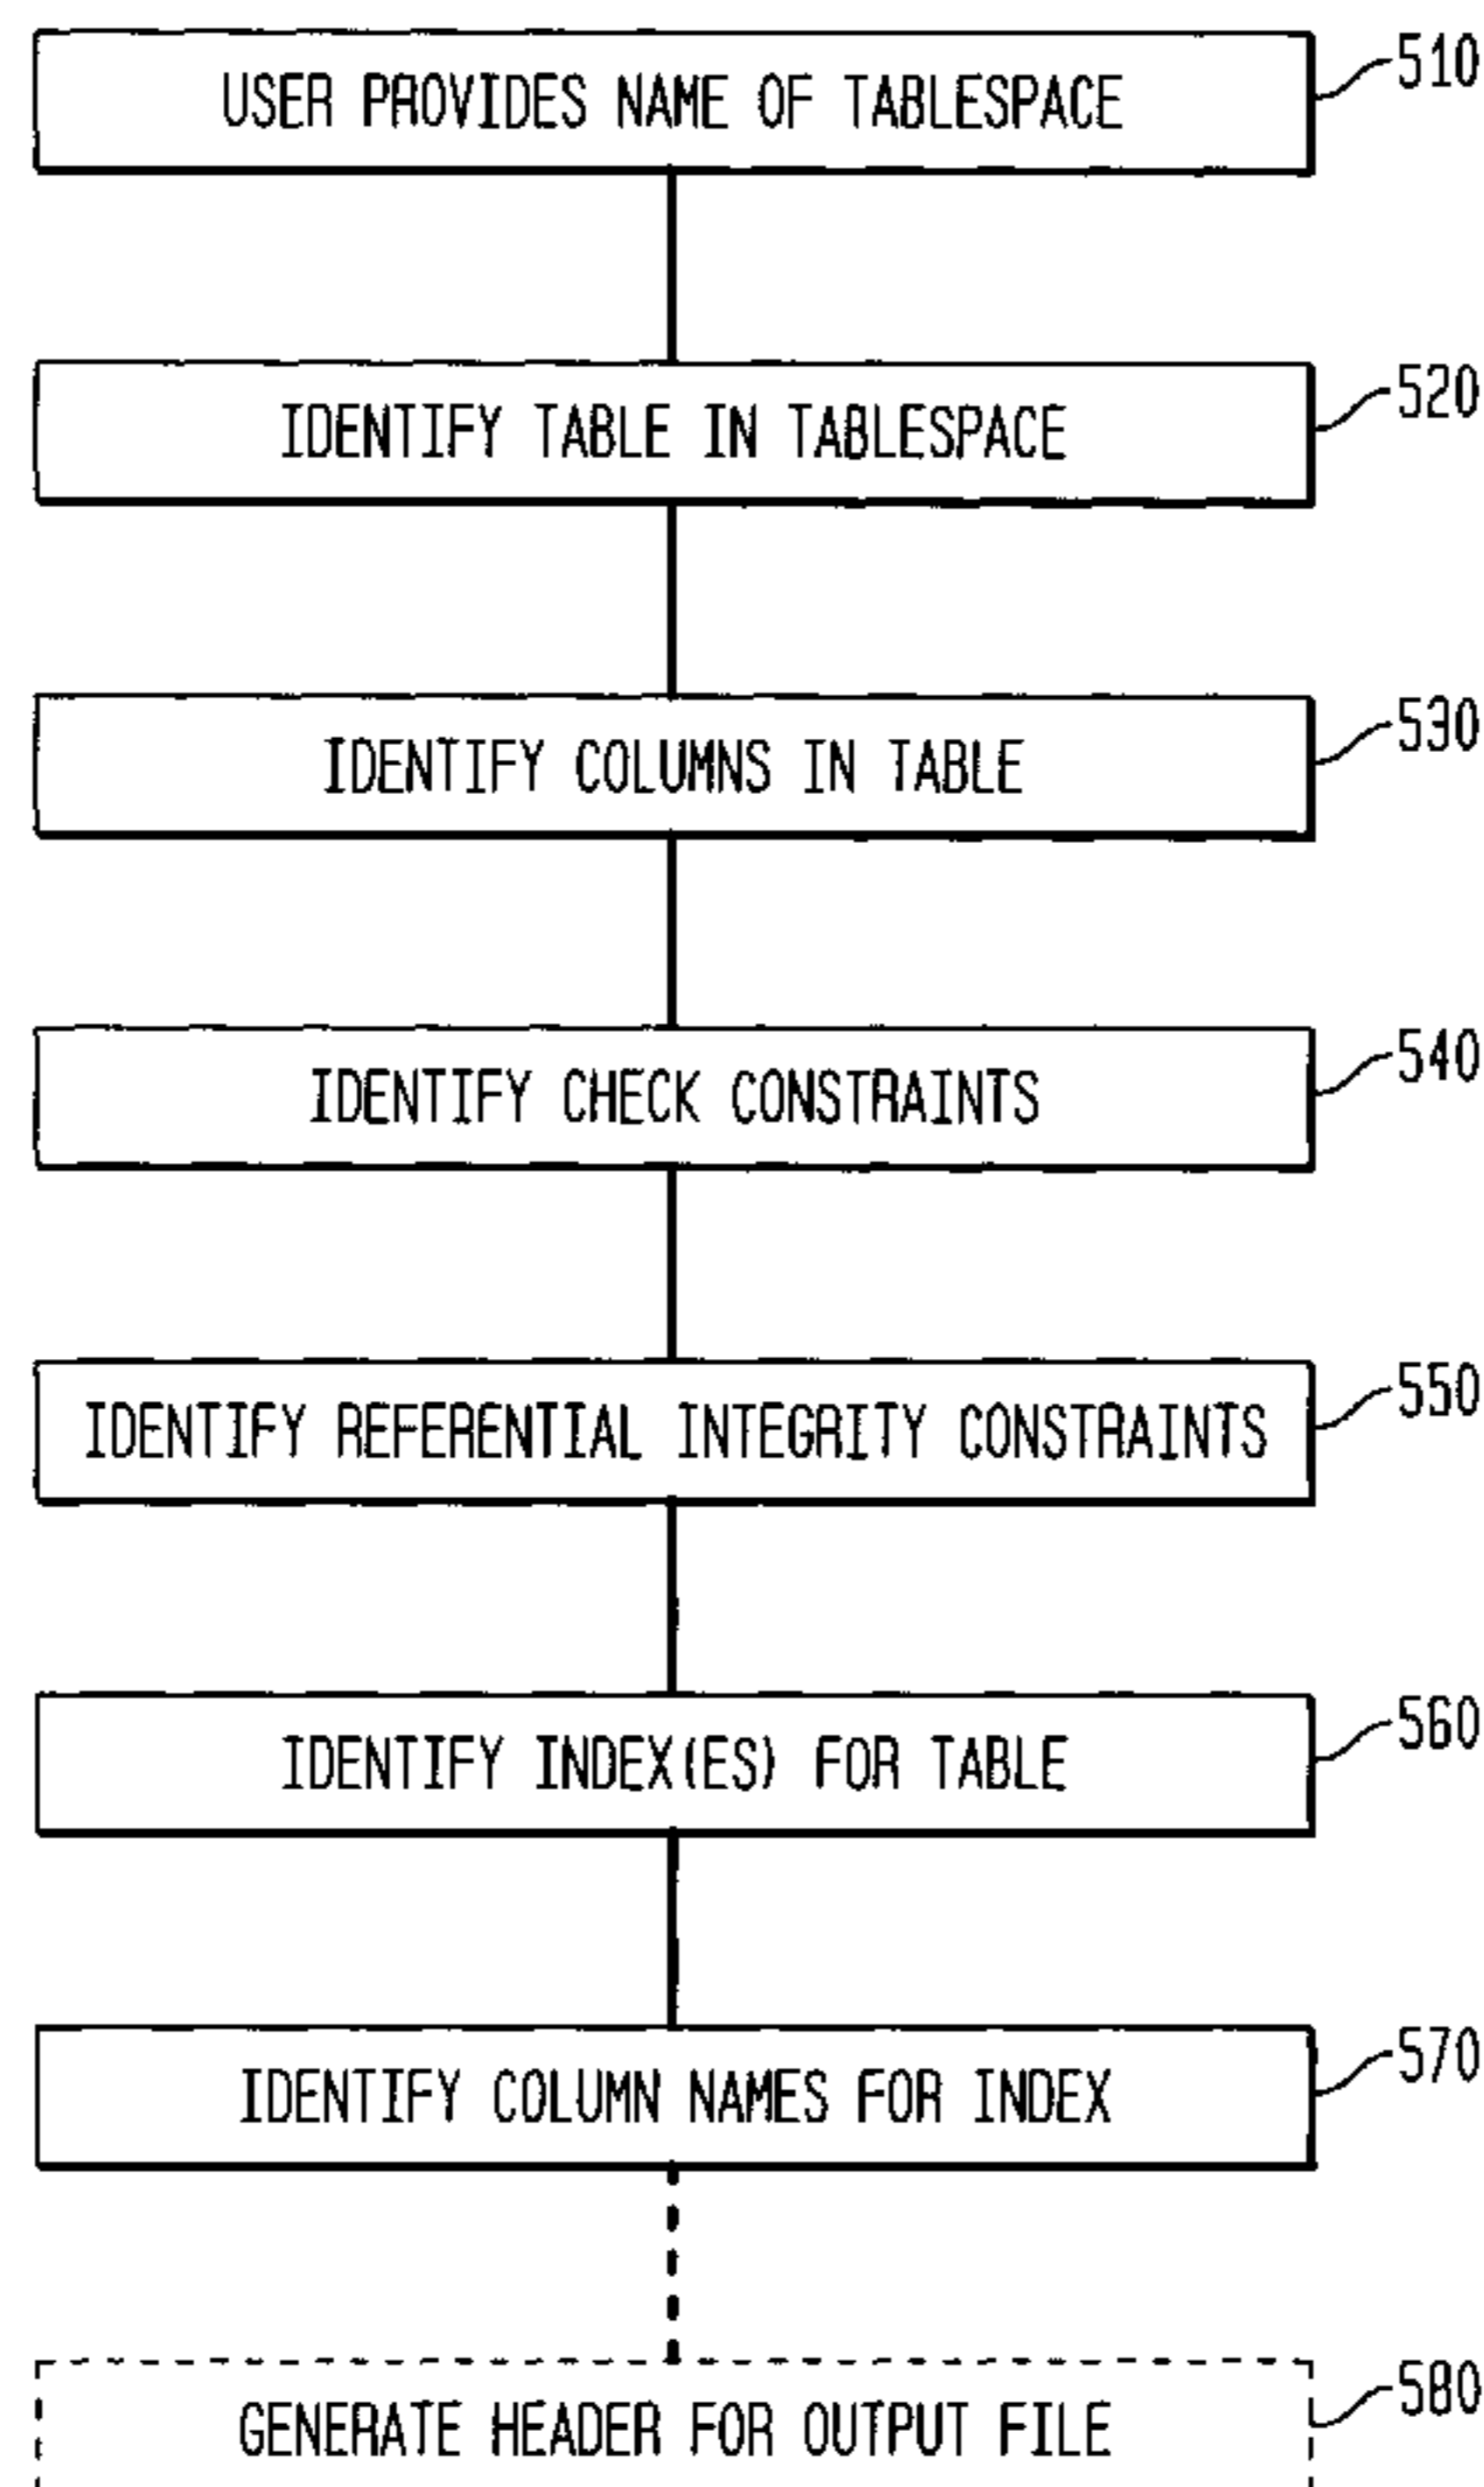 USER PROVIDES NAME OF TABLESPACE 510
IDENTIFY TABLE IN TABLESPACE 520
IDENTIFY COLUMNS IN TABLE 530
IDENTIFY CHECK CONSTRAINTS 540
IDENTIFY REFERENTIAL INTEGRITY CONSTRAINTS 550
IDENTIFY INDEX(ES) FOR TABLE 560
IDENTIFY COLUMN NAMES FOR INDEX 570
GENERATE HEADER FOR OUTPUT FILE 580